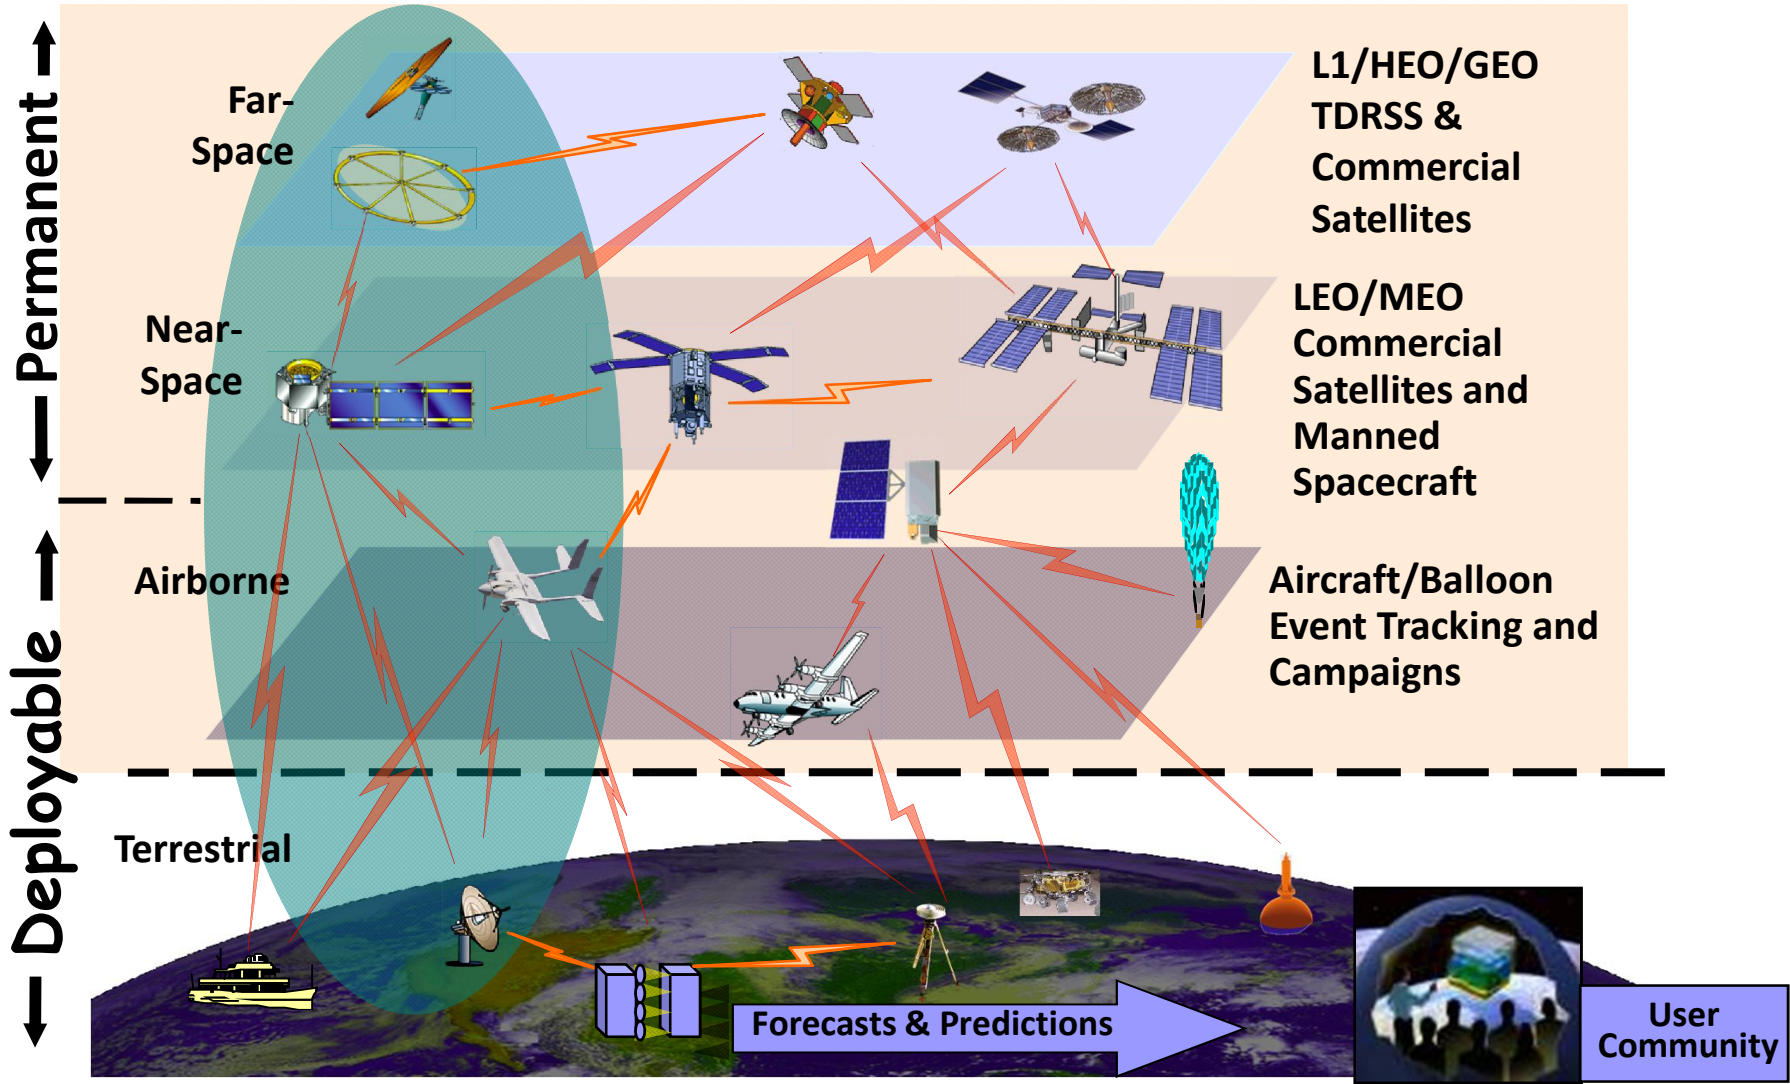 Permanent
Deployable
Far-
Space
Near-
Space
Airborne
Terrestrial
L1/HEO/GEO
TDRSS &
Commercial
Satellites
LEO/MEO
Commercial
Satellites and
Manned
Spacecraft
Aircraft/Balloon
Event Tracking and
Campaigns
Forecasts & Predictions
User
Community